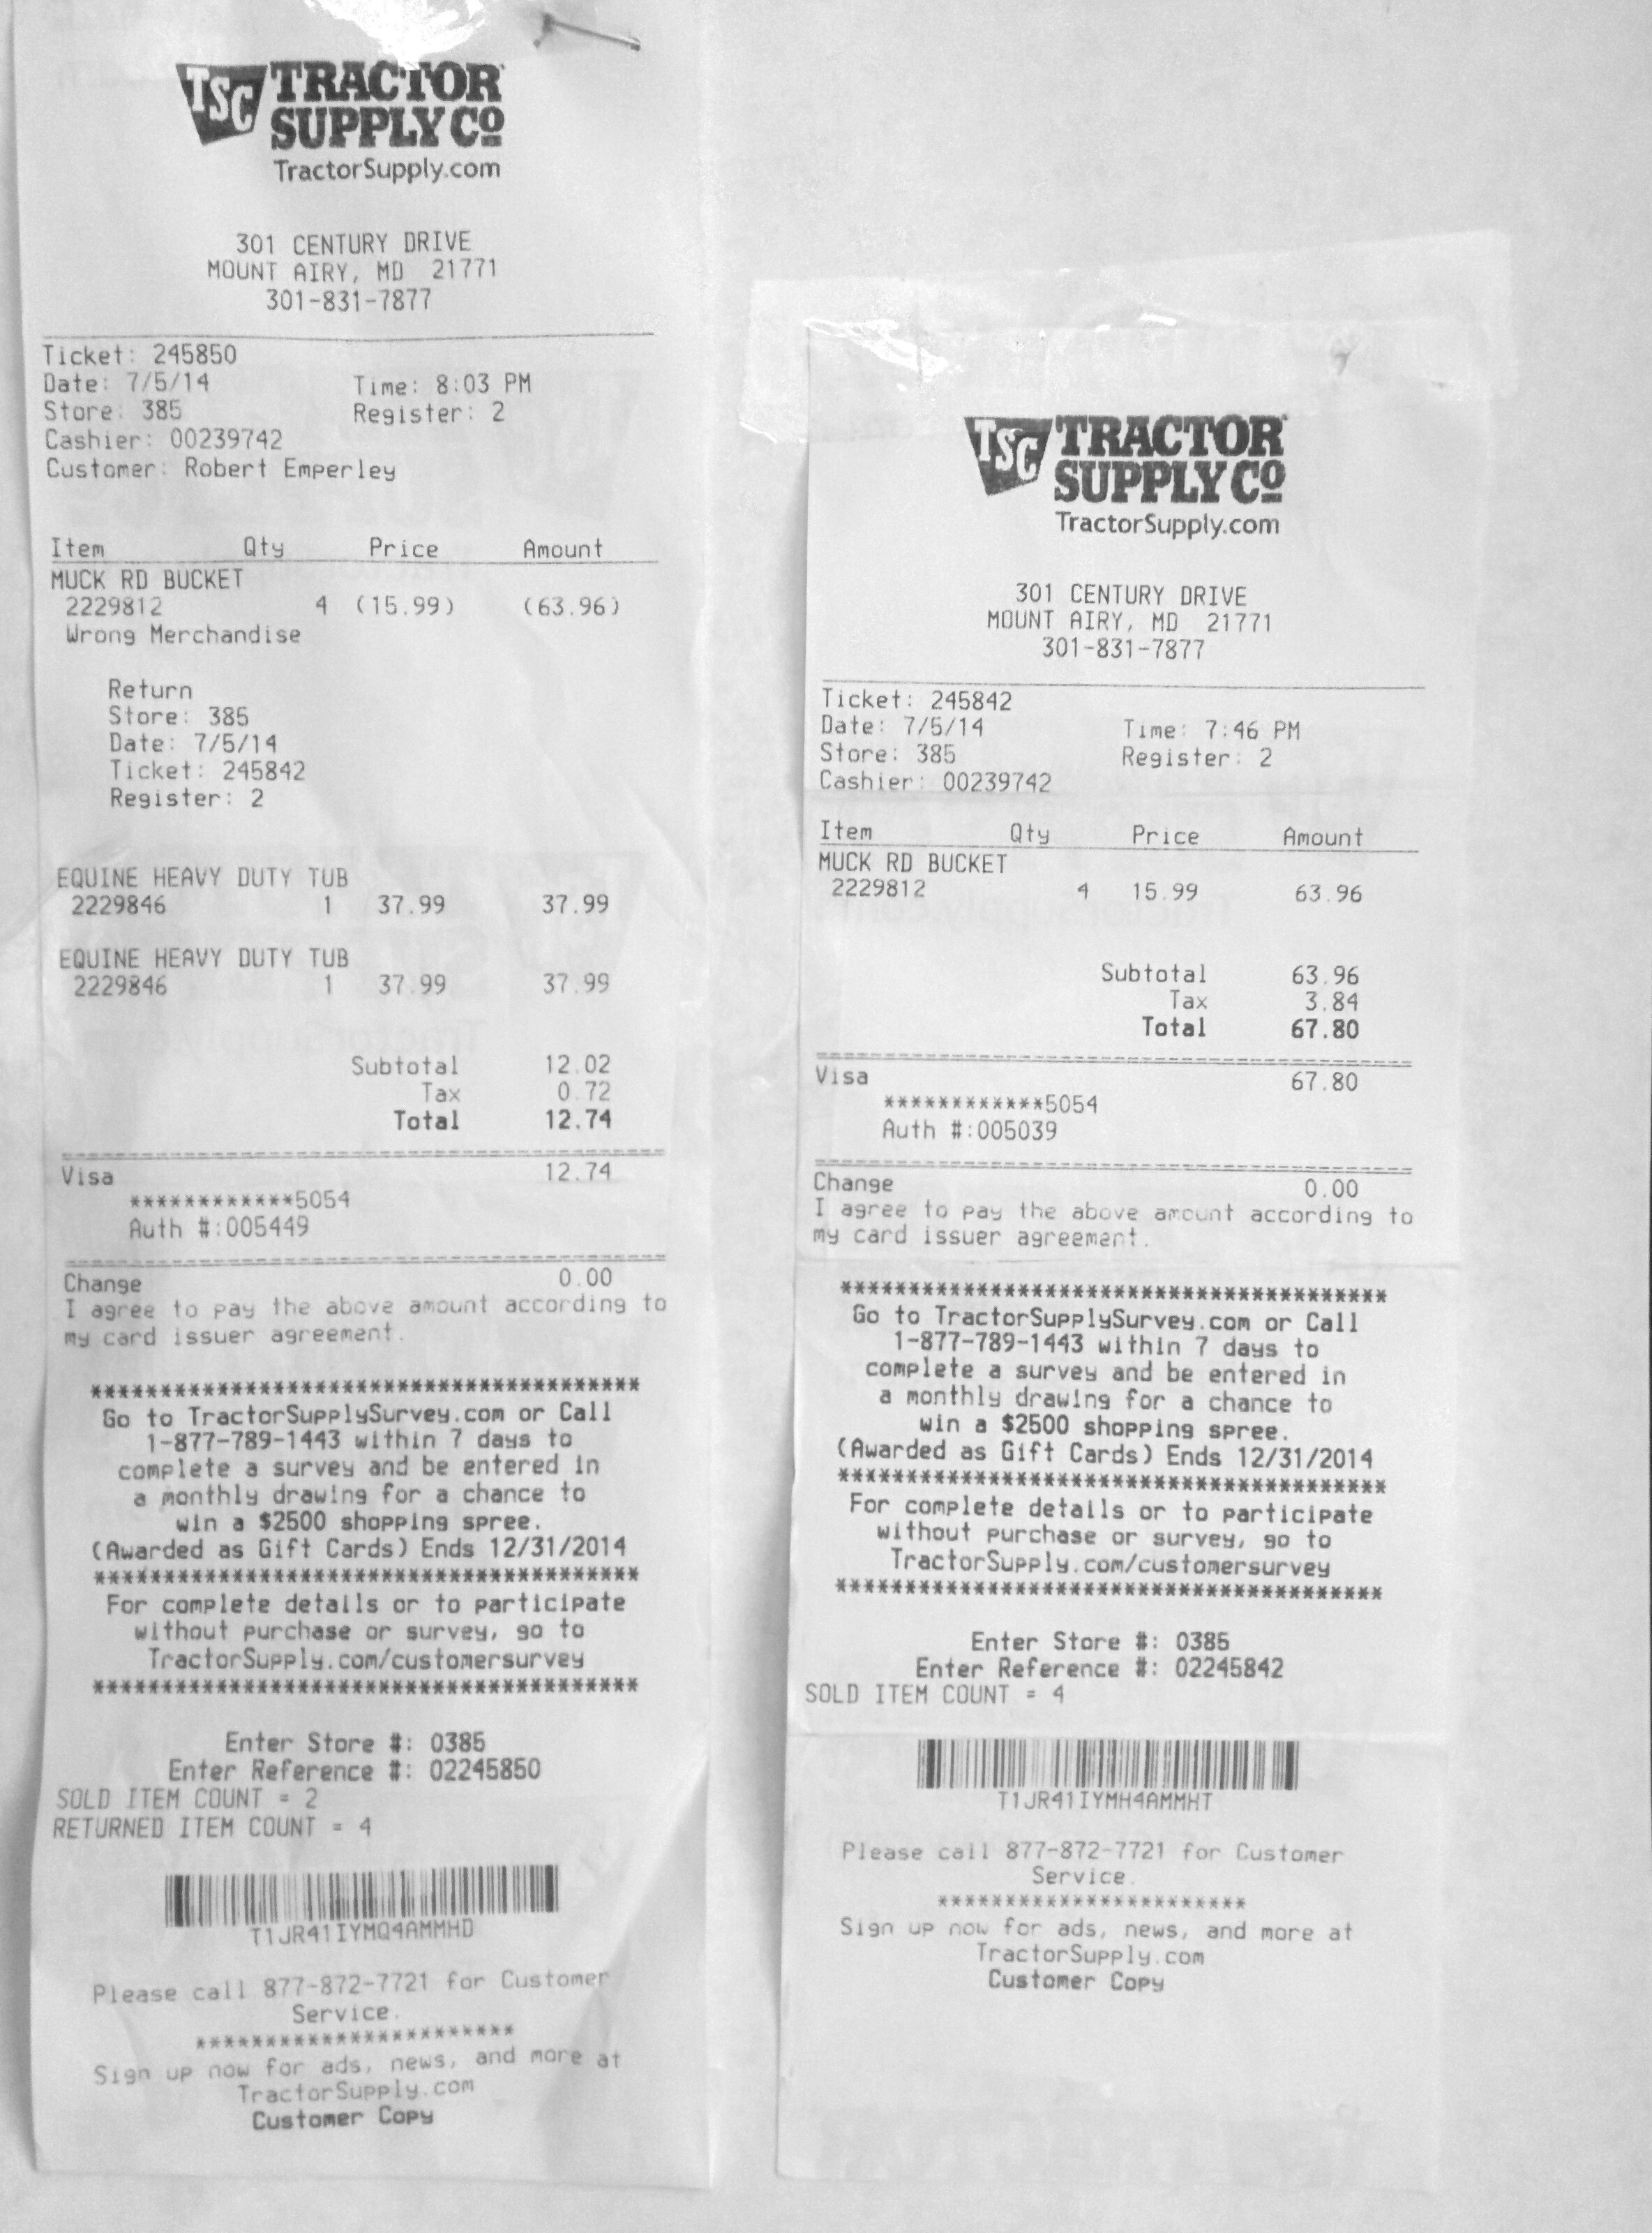 TSC TRACTOR
SUPPLY CO
TractorSupply.com
301 CENTURY DRIVE
MOUNT AIRY, MD 21771
301-831-7877
Ticket: 245850
Date: 7/5/14 Time: 8:03 PM
Store: 385 Register: 2
Cashier: 00239742
Customer: Robert Emperley
Item Qty Price Amount
MUCK RD BUCKET
2229812 4 (15.99) (63.96)
Wrong Merchandise
Return
Store: 385
Date: 7/5/14
Ticket: 245842
Register: 2
EQUINE HEAVY DUTY TUB
2229846 1 37.99 37.99
EQUINE HEAVY DUTY TUB
2229846 1 37.99 37.99
Subtotal 12.02
Tax 0.72
Total 12.74
Visa 12.74
************5054
Auth #:005449
Change 0.00
I agree to pay the above amount according to
my card issuer agreement.
****************************************
Go to TractorSupplySurvey.com or Call
1-877-789-1443 within 7 days to
complete a survey and be entered in
a monthly drawing for a chance to
win a $2500 shopping spree.
(Awarded as Gift Cards) Ends 12/31/2014
****************************************
For complete details or to participate
without purchase or survey, go to
TractorSupply.com/customersurvey
****************************************
Enter Store #: 0385
Enter Reference #: 02245850
SOLD ITEM COUNT = 2
RETURNED ITEM COUNT = 4
T1JR41IYMQ4AMMHD
Please call 877-872-7721 for Customer
Service.
***********************
Sign up now for ads, news, and more at
TractorSupply.com
Customer Copy
TSC TRACTOR
SUPPLY CO
TractorSupply.com
301 CENTURY DRIVE
MOUNT AIRY, MD 21771
301-831-7877
Ticket: 245842
Date: 7/5/14 Time: 7:46 PM
Store: 385 Register: 2
Cashier: 00239742
Item Qty Price Amount
MUCK RD BUCKET
2229812 4 15.99 63.96
Subtotal 63.96
Tax 3.84
Total 67.80
Visa 67.80
************5054
Auth #:005039
Change 0.00
I agree to pay the above amount according to
my card issuer agreement.
****************************************
Go to TractorSupplySurvey.com or Call
1-877-789-1443 within 7 days to
complete a survey and be entered in
a monthly drawing for a chance to
win a $2500 shopping spree.
(Awarded as Gift Cards) Ends 12/31/2014
****************************************
For complete details or to participate
without purchase or survey, go to
TractorSupply.com/customersurvey
****************************************
Enter Store #: 0385
Enter Reference #: 02245842
SOLD ITEM COUNT = 4
T1JR41IYMH4AMMHT
Please call 877-872-7721 for Customer
Service.
***********************
Sign up now for ads, news, and more at
TractorSupply.com
Customer Copy